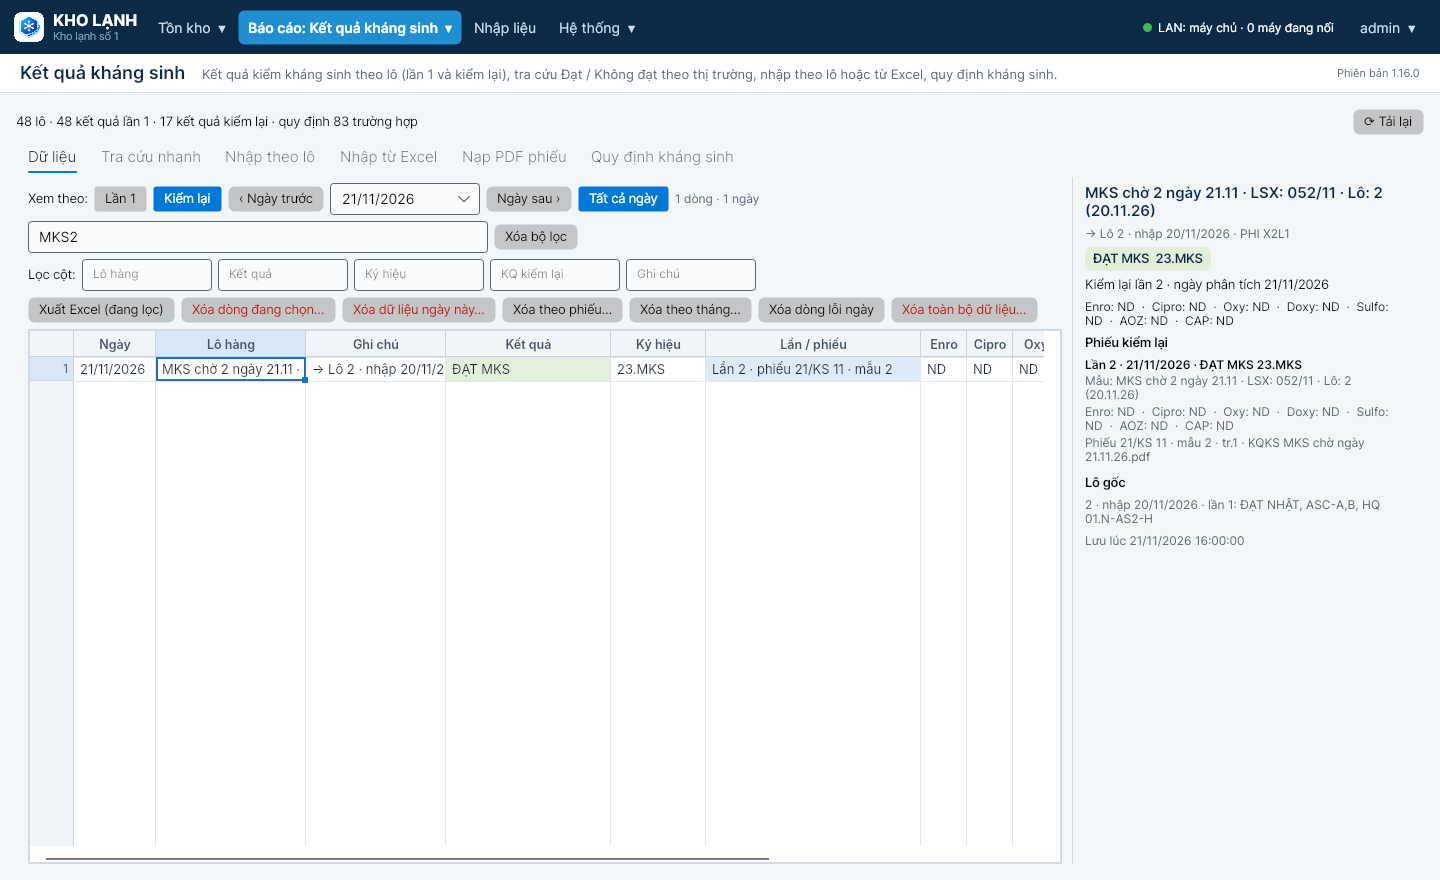 KHO LẠNH
Kho lạnh số 1
Tồn kho ▾
Báo cáo: Kết quả kháng sinh ▾
Nhập liệu
Hệ thống ▾
LAN: máy chủ · 0 máy đang nối
admin ▾
Kết quả kháng sinh
Kết quả kiểm kháng sinh theo lô (lần 1 và kiểm lại), tra cứu Đạt / Không đạt theo thị trường, nhập theo lô hoặc từ Excel, quy định kháng sinh.
Phiên bản 1.16.0
48 lô · 48 kết quả lần 1 · 17 kết quả kiểm lại · quy định 83 trường hợp
⟳ Tải lại
Dữ liệu
Tra cứu nhanh
Nhập theo lô
Nhập từ Excel
Nạp PDF phiếu
Quy định kháng sinh
Xem theo:
Lần 1
Kiểm lại
‹ Ngày trước
21/11/2026
Ngày sau ›
Tất cả ngày
1 dòng · 1 ngày
MKS2
Xóa bộ lọc
Lọc cột:
Lô hàng
Kết quả
Ký hiệu
KQ kiểm lại
Ghi chú
Xuất Excel (đang lọc)
Xóa dòng đang chọn...
Xóa dữ liệu ngày này...
Xóa theo phiếu...
Xóa theo tháng...
Xóa dòng lỗi ngày
Xóa toàn bộ dữ liệu...
Ngày
Lô hàng
Ghi chú
Kết quả
Ký hiệu
Lần / phiếu
Enro
Cipro
Oxy
1
21/11/2026
MKS chờ 2 ngày 21.11 ·
→ Lô 2 · nhập 20/11/2
ĐẠT MKS
23.MKS
Lần 2 · phiếu 21/KS 11 · mẫu 2
ND
ND
ND
MKS chờ 2 ngày 21.11 · LSX: 052/11 · Lô: 2
(20.11.26)
→ Lô 2 · nhập 20/11/2026 · PHI X2L1
ĐẠT MKS 23.MKS
Kiểm lại lần 2 · ngày phân tích 21/11/2026
Enro: ND · Cipro: ND · Oxy: ND · Doxy: ND · Sulfo:
ND · AOZ: ND · CAP: ND
Phiếu kiểm lại
Lần 2 · 21/11/2026 · ĐẠT MKS 23.MKS
Mẫu: MKS chờ 2 ngày 21.11 · LSX: 052/11 · Lô: 2
(20.11.26)
Enro: ND · Cipro: ND · Oxy: ND · Doxy: ND · Sulfo:
ND · AOZ: ND · CAP: ND
Phiếu 21/KS 11 · mẫu 2 · tr.1 · KQKS MKS chờ ngày
21.11.26.pdf
Lô gốc
2 · nhập 20/11/2026 · lần 1: ĐẠT NHẬT, ASC-A,B, HQ
01.N-AS2-H
Lưu lúc 21/11/2026 16:00:00